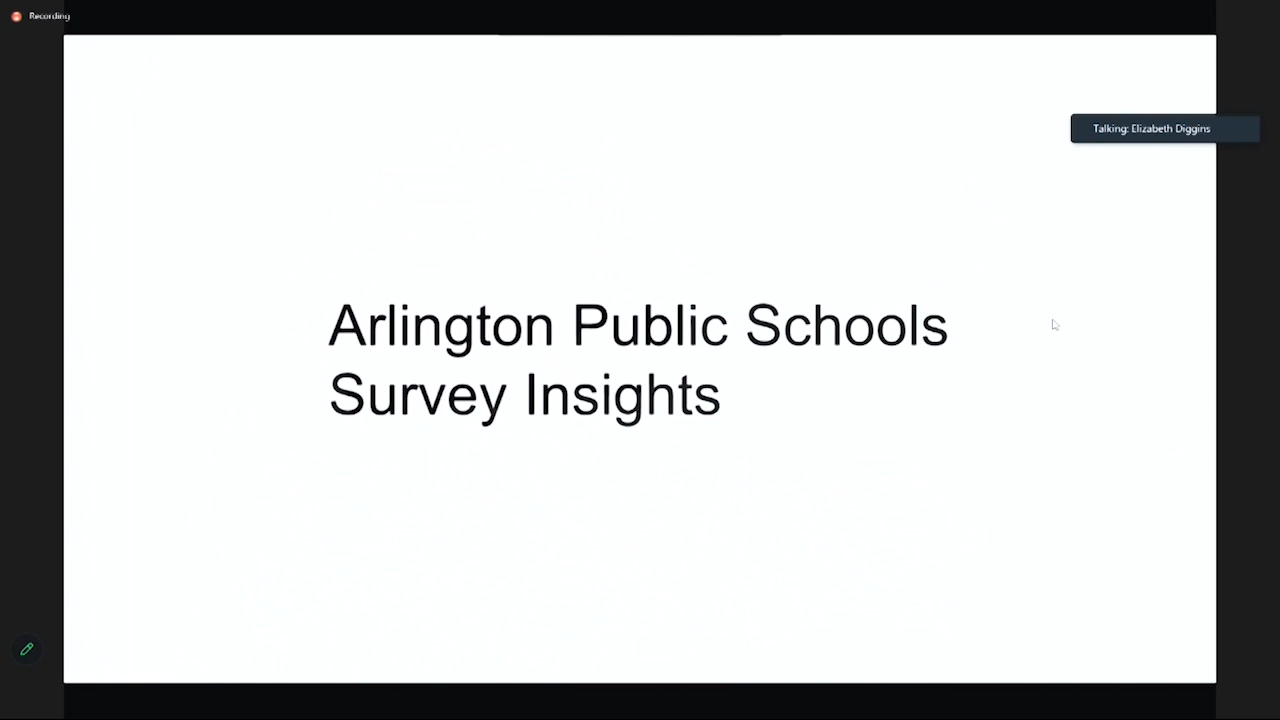 Recording
Talking: Elizabeth Diggins
Arlington Public Schools
Survey Insights